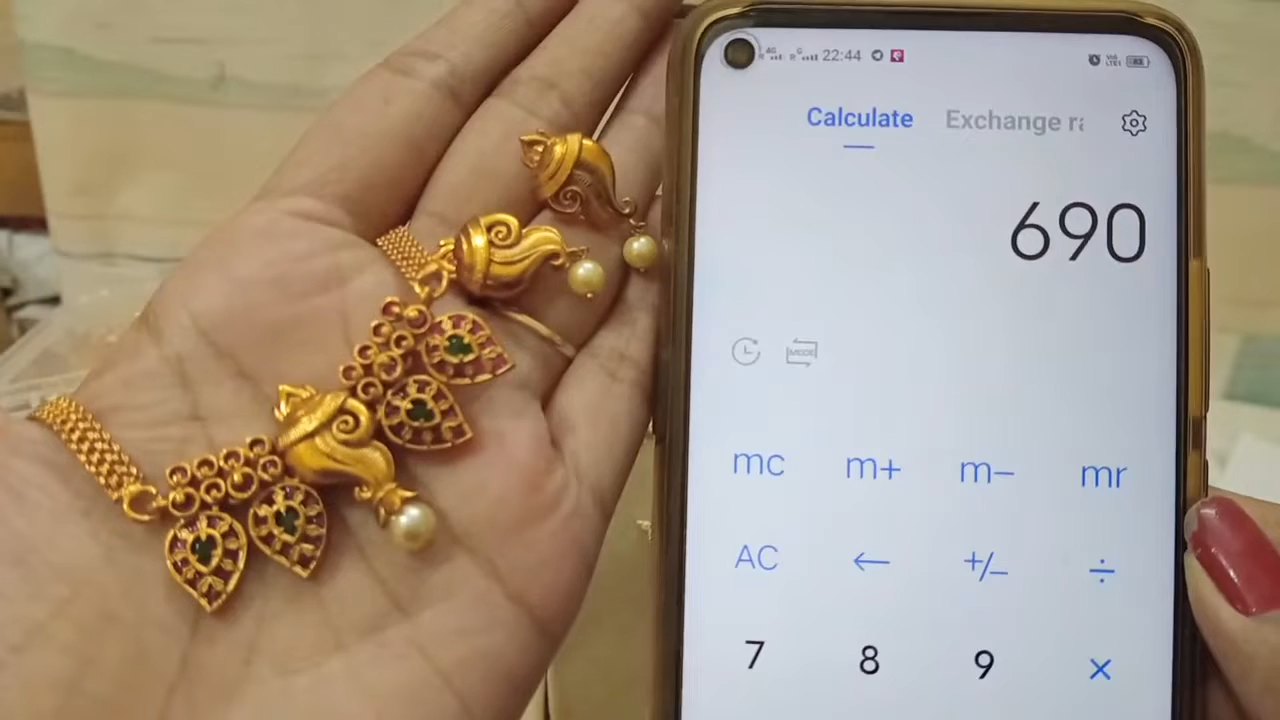 22:44
Calculate Exchange ra
690
mc m+ m– mr
AC ← +/– ÷
7 8 9 ×